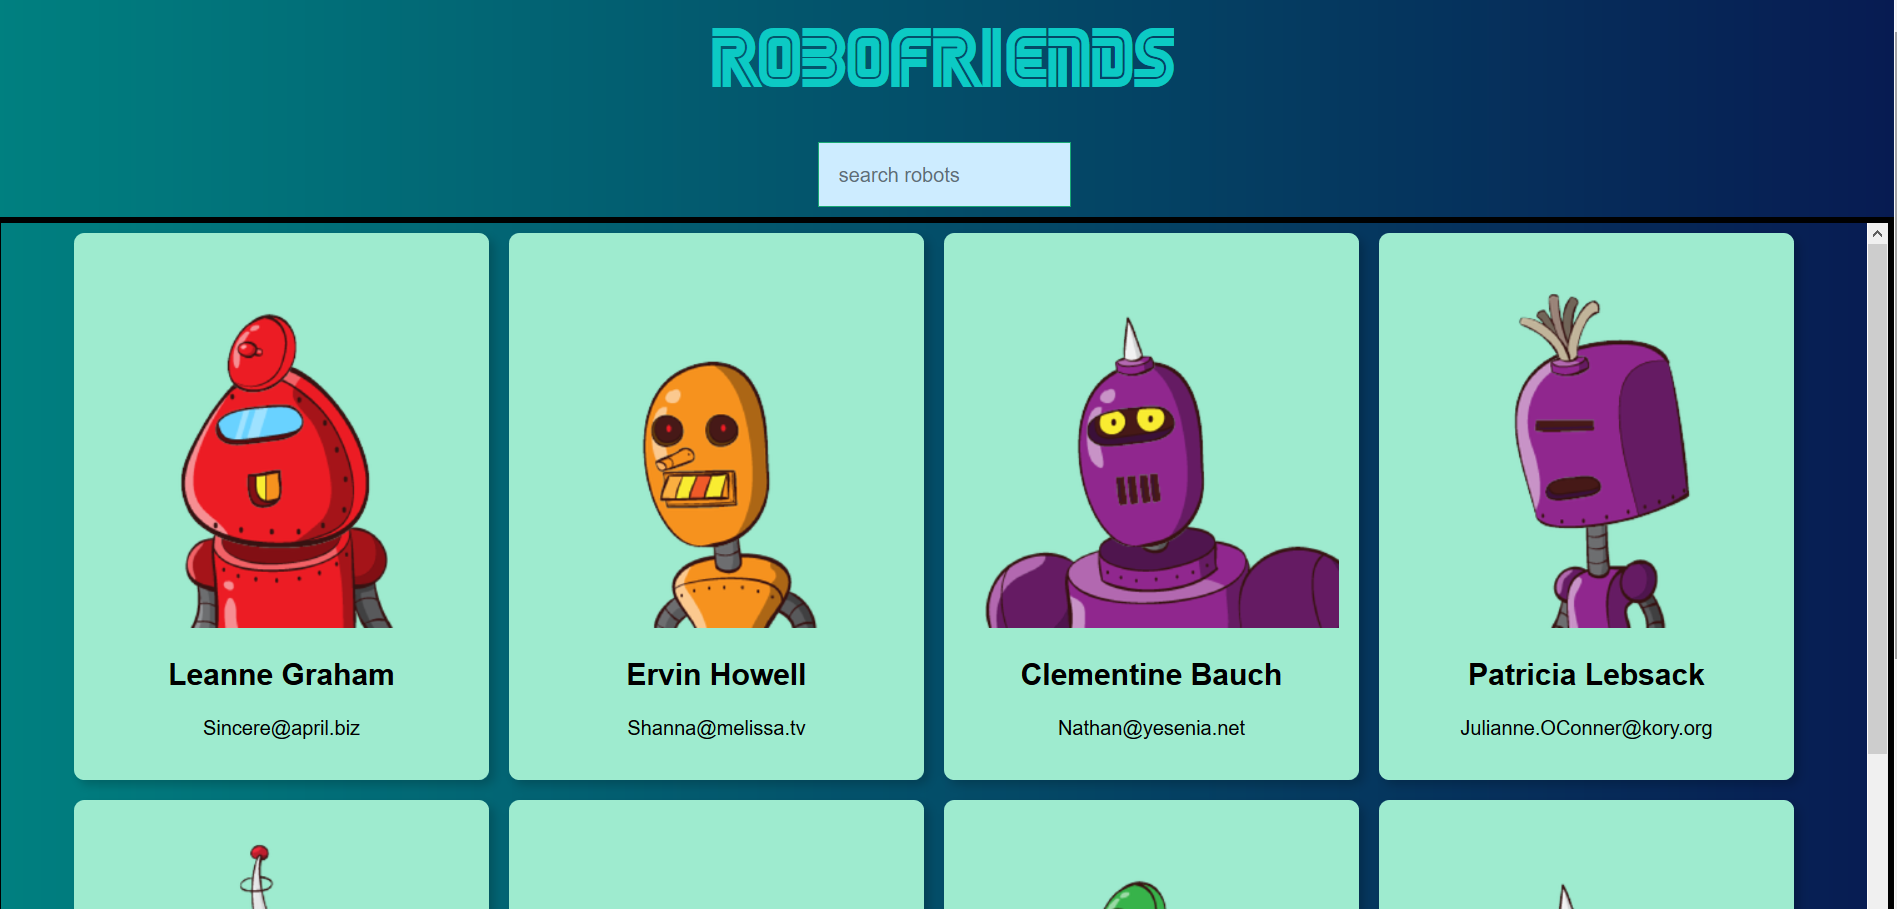 ROBOFRIENDS
search robots
Leanne Graham
Sincere@april.biz
Ervin Howell
Shanna@melissa.tv
Clementine Bauch
Nathan@yesenia.net
Patricia Lebsack
Julianne.OConner@kory.org